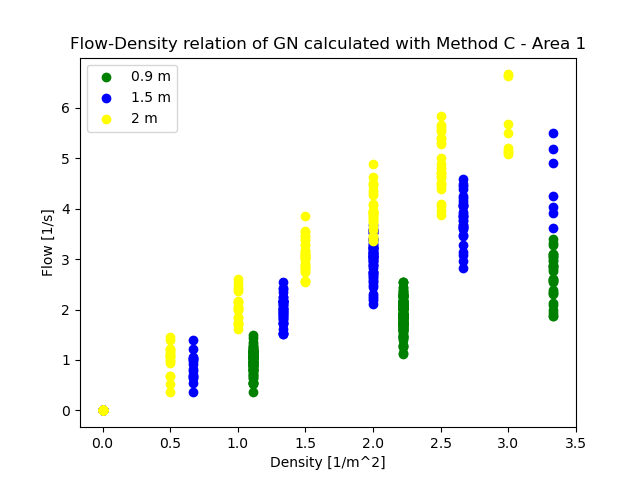 Flow-Density relation of GN calculated with Method C - Area 1
0.9 m
1.5 m
2 m
6
5
4
3
2
1
0
Flow [1/s]
0.0 0.5 1.0 1.5 2.0 2.5 3.0 3.5
Density [1/m^2]